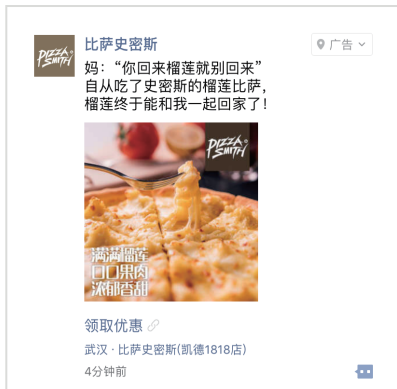 PIZZA
SMITH
比萨史密斯
广告
妈：“你回来榴莲就别回来”
自从吃了史密斯的榴莲比萨，
榴莲终于能和我一起回家了！
PIZZA
SMITH
满满榴莲
口口果肉
浓郁香甜
领取优惠
武汉 · 比萨史密斯(凯德1818店)
4分钟前